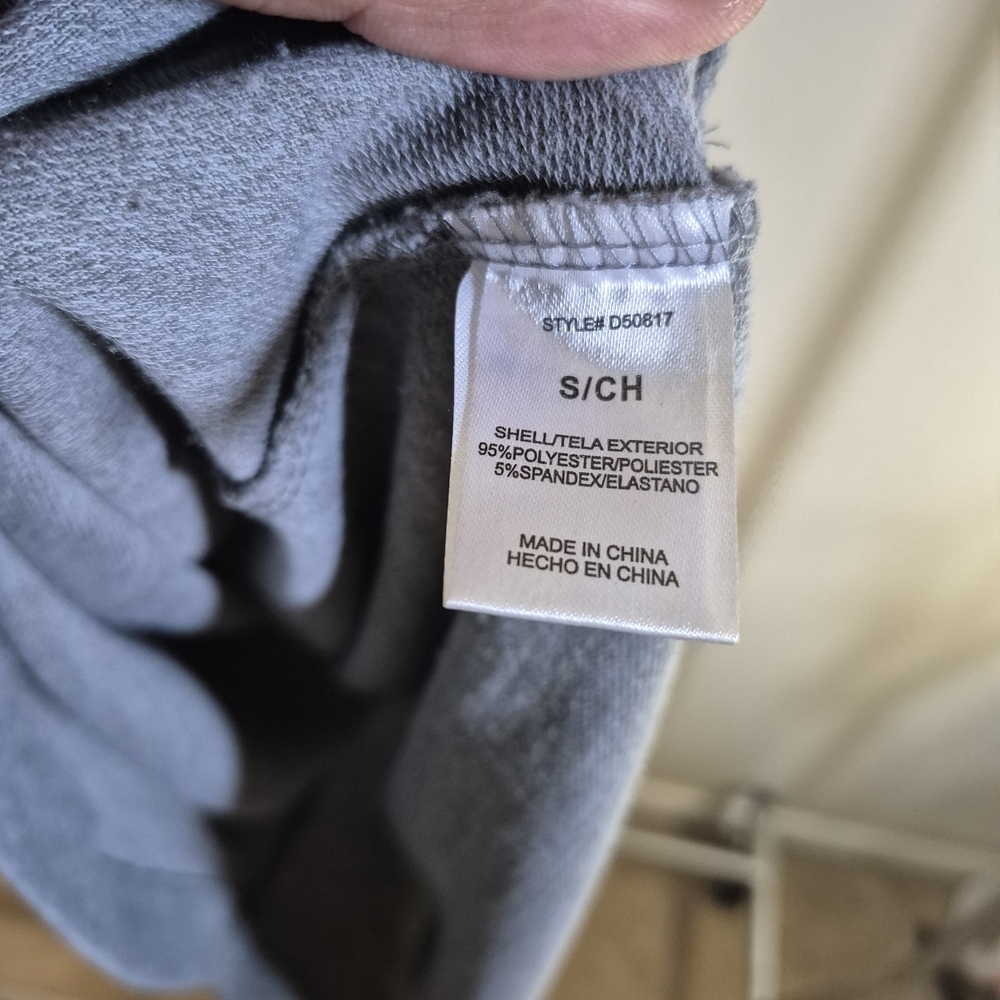 STYLE# D50817
S/CH
SHELL/TELA EXTERIOR
95%POLYESTER/POLIESTER
5%SPANDEX/ELASTANO
MADE IN CHINA
HECHO EN CHINA